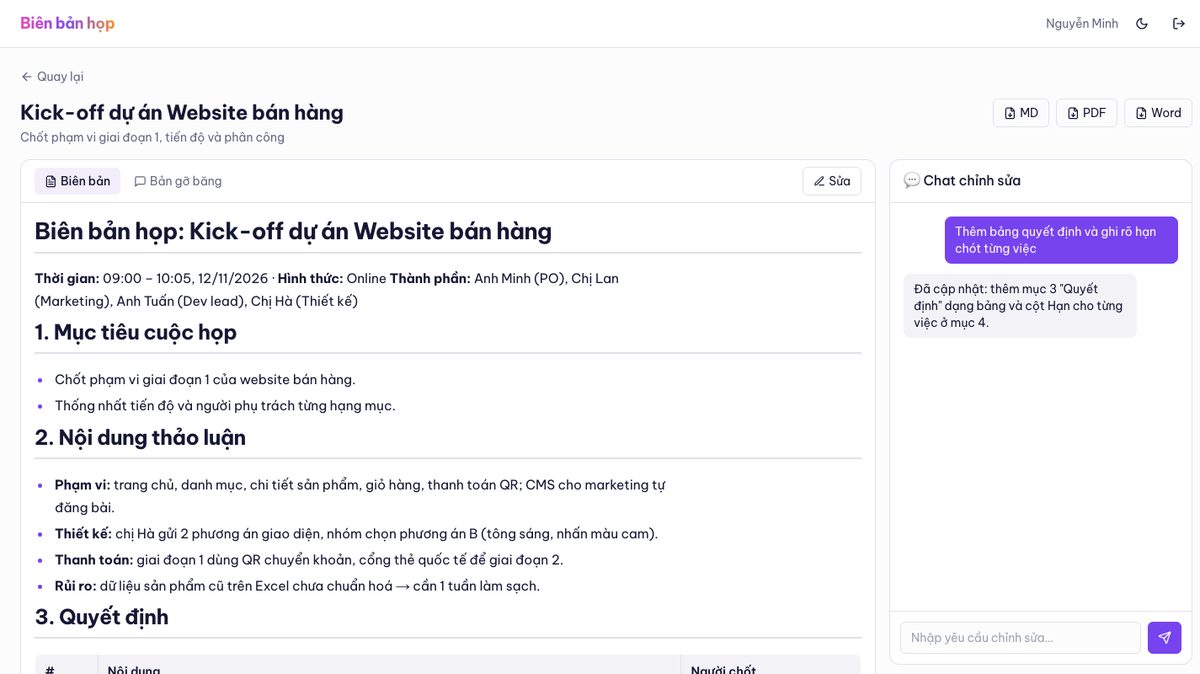 Biên bản họp
Nguyễn Minh
Quay lại
Kick-off dự án Website bán hàng
Chốt phạm vi giai đoạn 1, tiến độ và phân công
MD
PDF
Word
Biên bản
Bản gỡ băng
Sửa
Biên bản họp: Kick-off dự án Website bán hàng
Thời gian: 09:00 – 10:05, 12/11/2026 · Hình thức: Online Thành phần: Anh Minh (PO), Chị Lan
(Marketing), Anh Tuấn (Dev lead), Chị Hà (Thiết kế)
1. Mục tiêu cuộc họp
Chốt phạm vi giai đoạn 1 của website bán hàng.
Thống nhất tiến độ và người phụ trách từng hạng mục.
2. Nội dung thảo luận
Phạm vi: trang chủ, danh mục, chi tiết sản phẩm, giỏ hàng, thanh toán QR; CMS cho marketing tự
đăng bài.
Thiết kế: chị Hà gửi 2 phương án giao diện, nhóm chọn phương án B (tông sáng, nhấn màu cam).
Thanh toán: giai đoạn 1 dùng QR chuyển khoản, cổng thẻ quốc tế để giai đoạn 2.
Rủi ro: dữ liệu sản phẩm cũ trên Excel chưa chuẩn hoá → cần 1 tuần làm sạch.
3. Quyết định
# Nội dung Người chốt
Chat chỉnh sửa
Thêm bảng quyết định và ghi rõ hạn
chót từng việc
Đã cập nhật: thêm mục 3 "Quyết
định" dạng bảng và cột Hạn cho từng
việc ở mục 4.
Nhập yêu cầu chỉnh sửa...